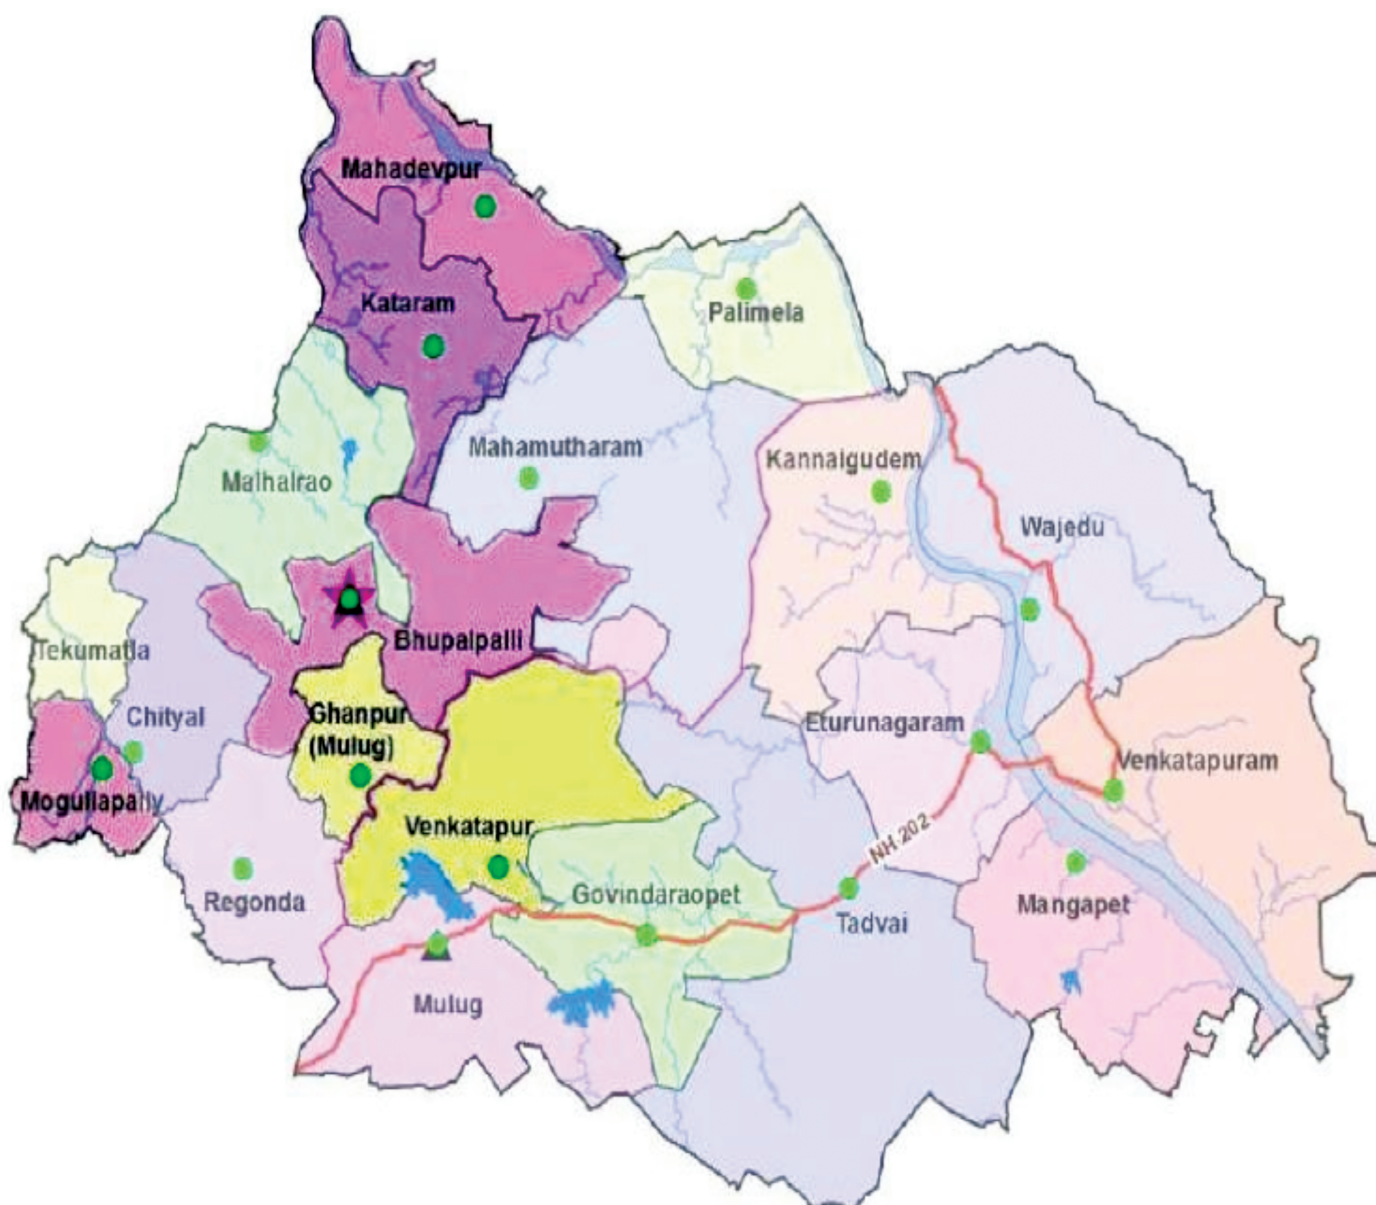 Mahadevpur
Kataram
Palimela
Mahamutharam
Kannaigudem
Malhalrao
Wajedu
Tekumatla
Bhupalpalli
Chityal
Ghanpur
(Mulug)
Eturunagaram
Venkatapuram
Mogullapally
Venkatapur
NH 202
Regonda
Govindaraopet
Mangapet
Tadvai
Mulug